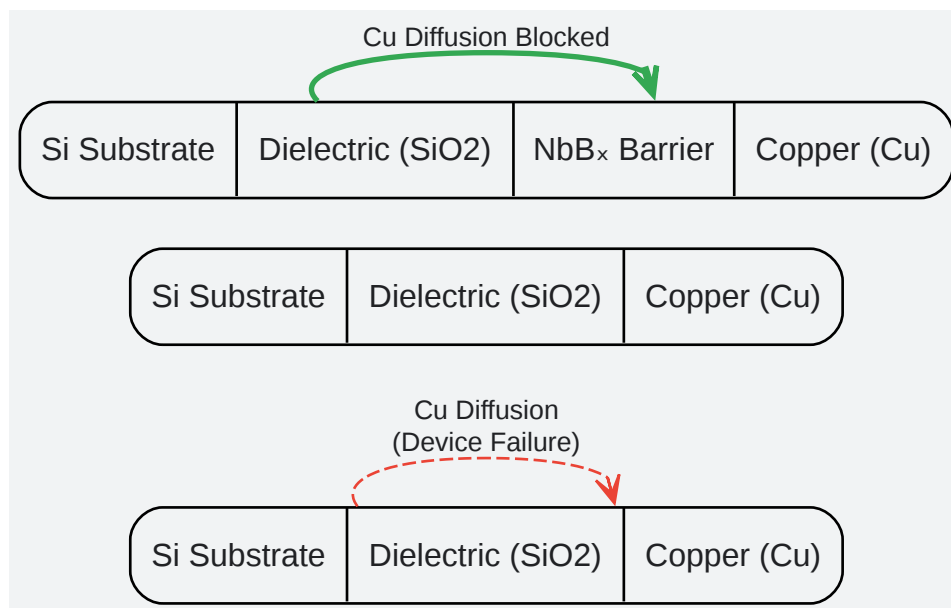 Cu Diffusion Blocked
Si Substrate Dielectric (SiO2) NbBₓ Barrier Copper (Cu)
Si Substrate Dielectric (SiO2) Copper (Cu)
Cu Diffusion
(Device Failure)
Si Substrate Dielectric (SiO2) Copper (Cu)